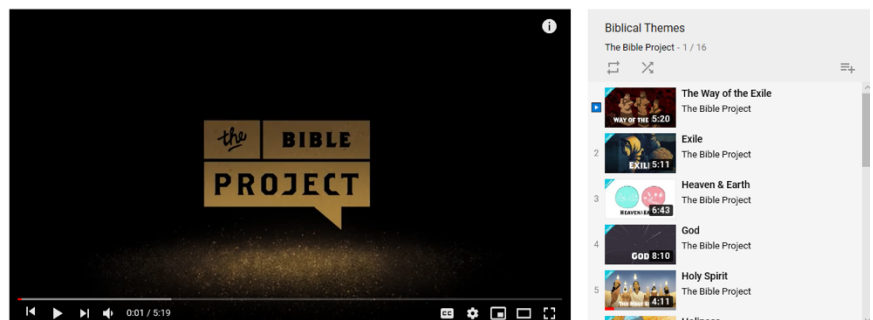 the BIBLE
PROJECT
0:01 / 5:19
CC
Biblical Themes
The Bible Project - 1 / 16
WAY OF THE
5:20
The Way of the Exile
The Bible Project
2
5:11
Exile
The Bible Project
3
6:43
Heaven & Earth
The Bible Project
4
GOD
8:10
God
The Bible Project
5
4:11
Holy Spirit
The Bible Project